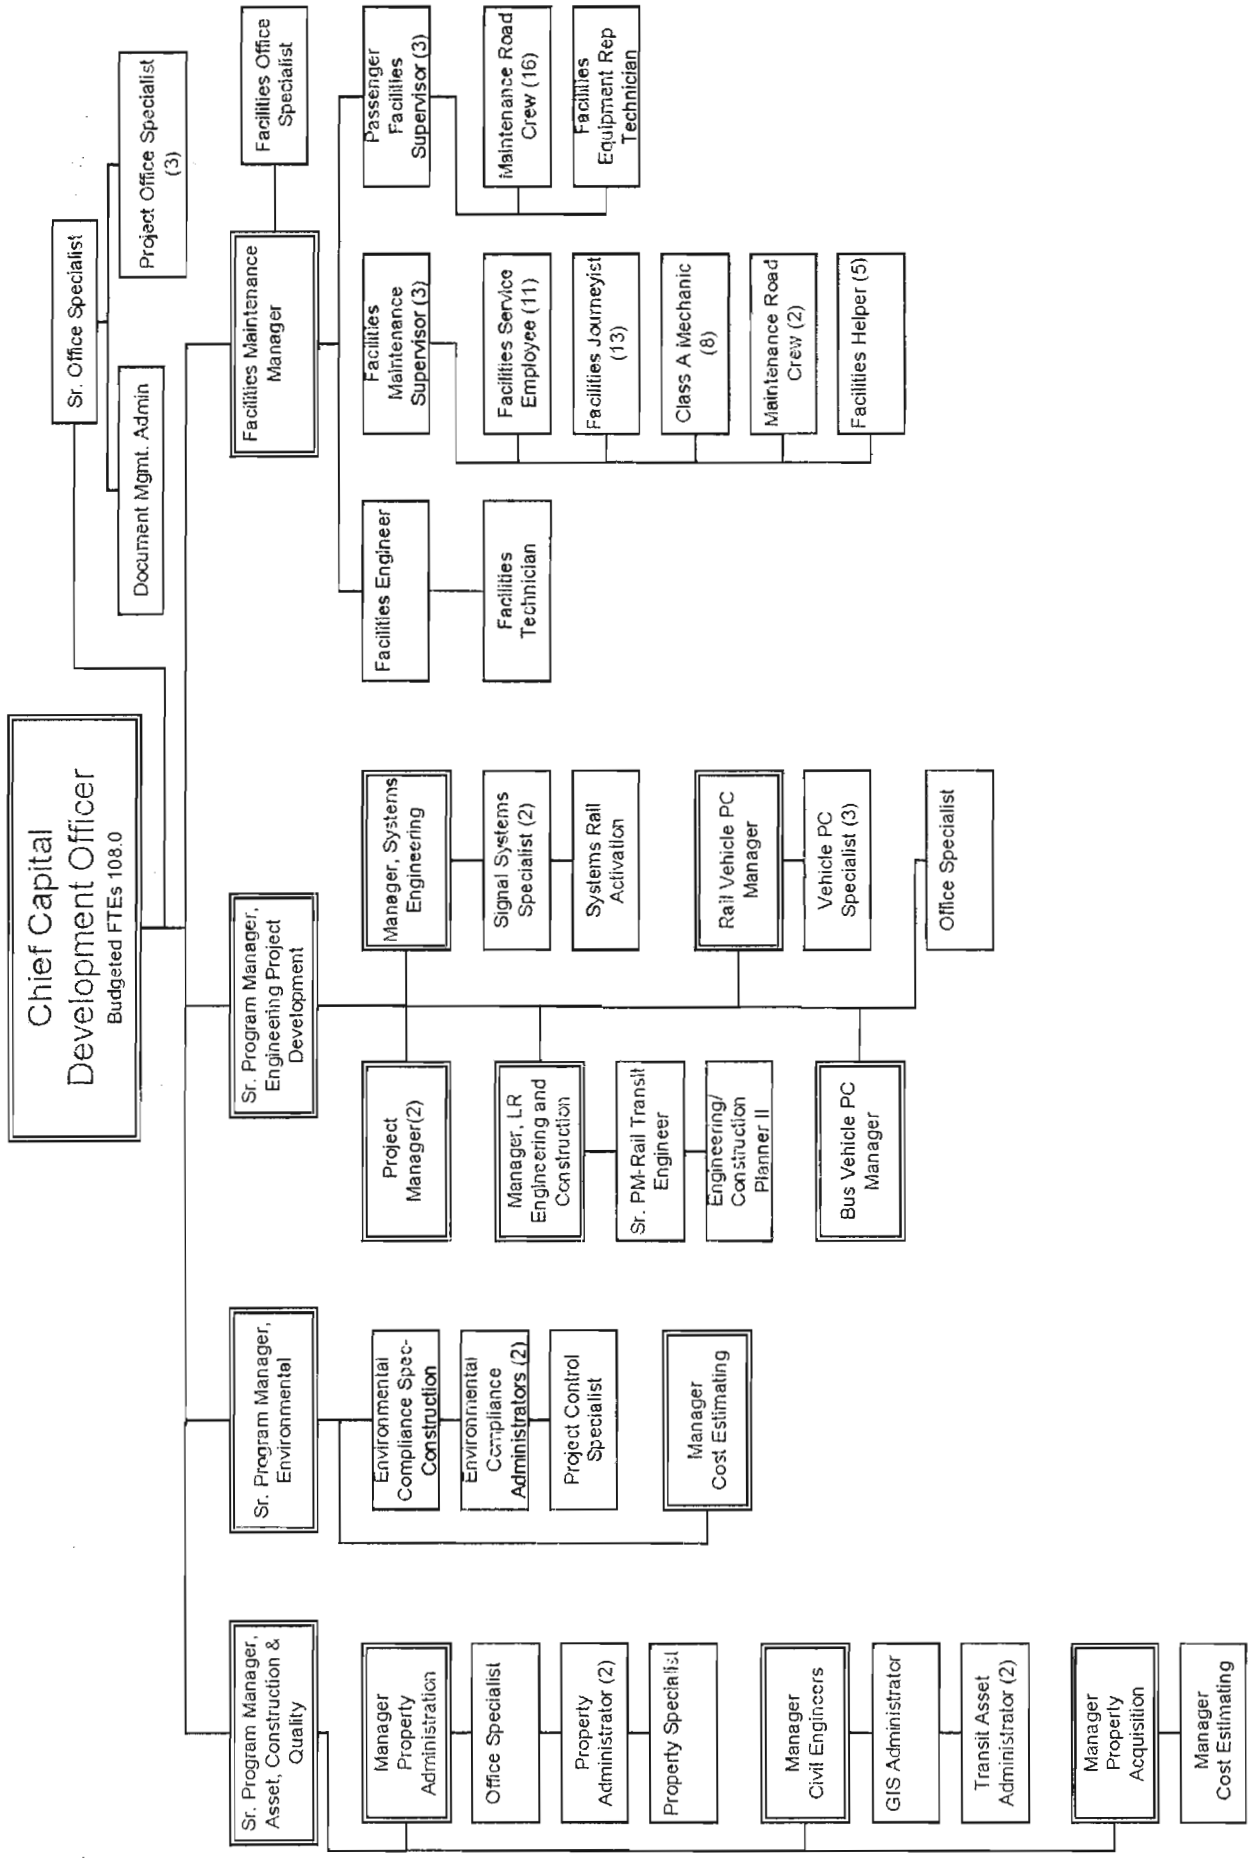 Chief Capital
Development Officer
Budgeted FTEs 108.0
Sr. Office Specialist
Document Mgmt. Admin
Project Office Specialist
(3)
Sr. Program Manager,
Asset, Construction &
Quality
Manager
Property
Administration
Office Specialist
Property
Administrator (2)
Property Specialist
Manager
Civil Engineers
GIS Administrator
Transit Asset
Administrator (2)
Manager
Property
Acquisition
Manager
Cost Estimating
Sr. Program Manager,
Environmental
Environmental
Compliance Spec-
Construction
Environmental
Compliance
Administrators (2)
Project Control
Specialist
Manager
Cost Estimating
Sr. Program Manager,
Engineering Project
Development
Project
Manager(2)
Manager, LR
Engineering and
Construction
Sr. PM-Rail Transit
Engineer
Engineering/
Construction
Planner II
Bus Vehicle PC
Manager
Manager, Systems
Engineering
Signal Systems
Specialist (2)
Systems Rail
Activation
Rail Vehicle PC
Manager
Vehicle PC
Specialist (3)
Office Specialist
Facilities Maintenance
Manager
Facilities Office
Specialist
Facilities Engineer
Facilities
Technician
Facilities
Maintenance
Supervisor (3)
Facilities Service
Employee (11)
Facilities Journeyist
(13)
Class A Mechanic
(8)
Maintenance Road
Crew (2)
Facilities Helper (5)
Passenger
Facilities
Supervisor (3)
Maintenance Road
Crew (16)
Facilities
Equipment Rep
Technician